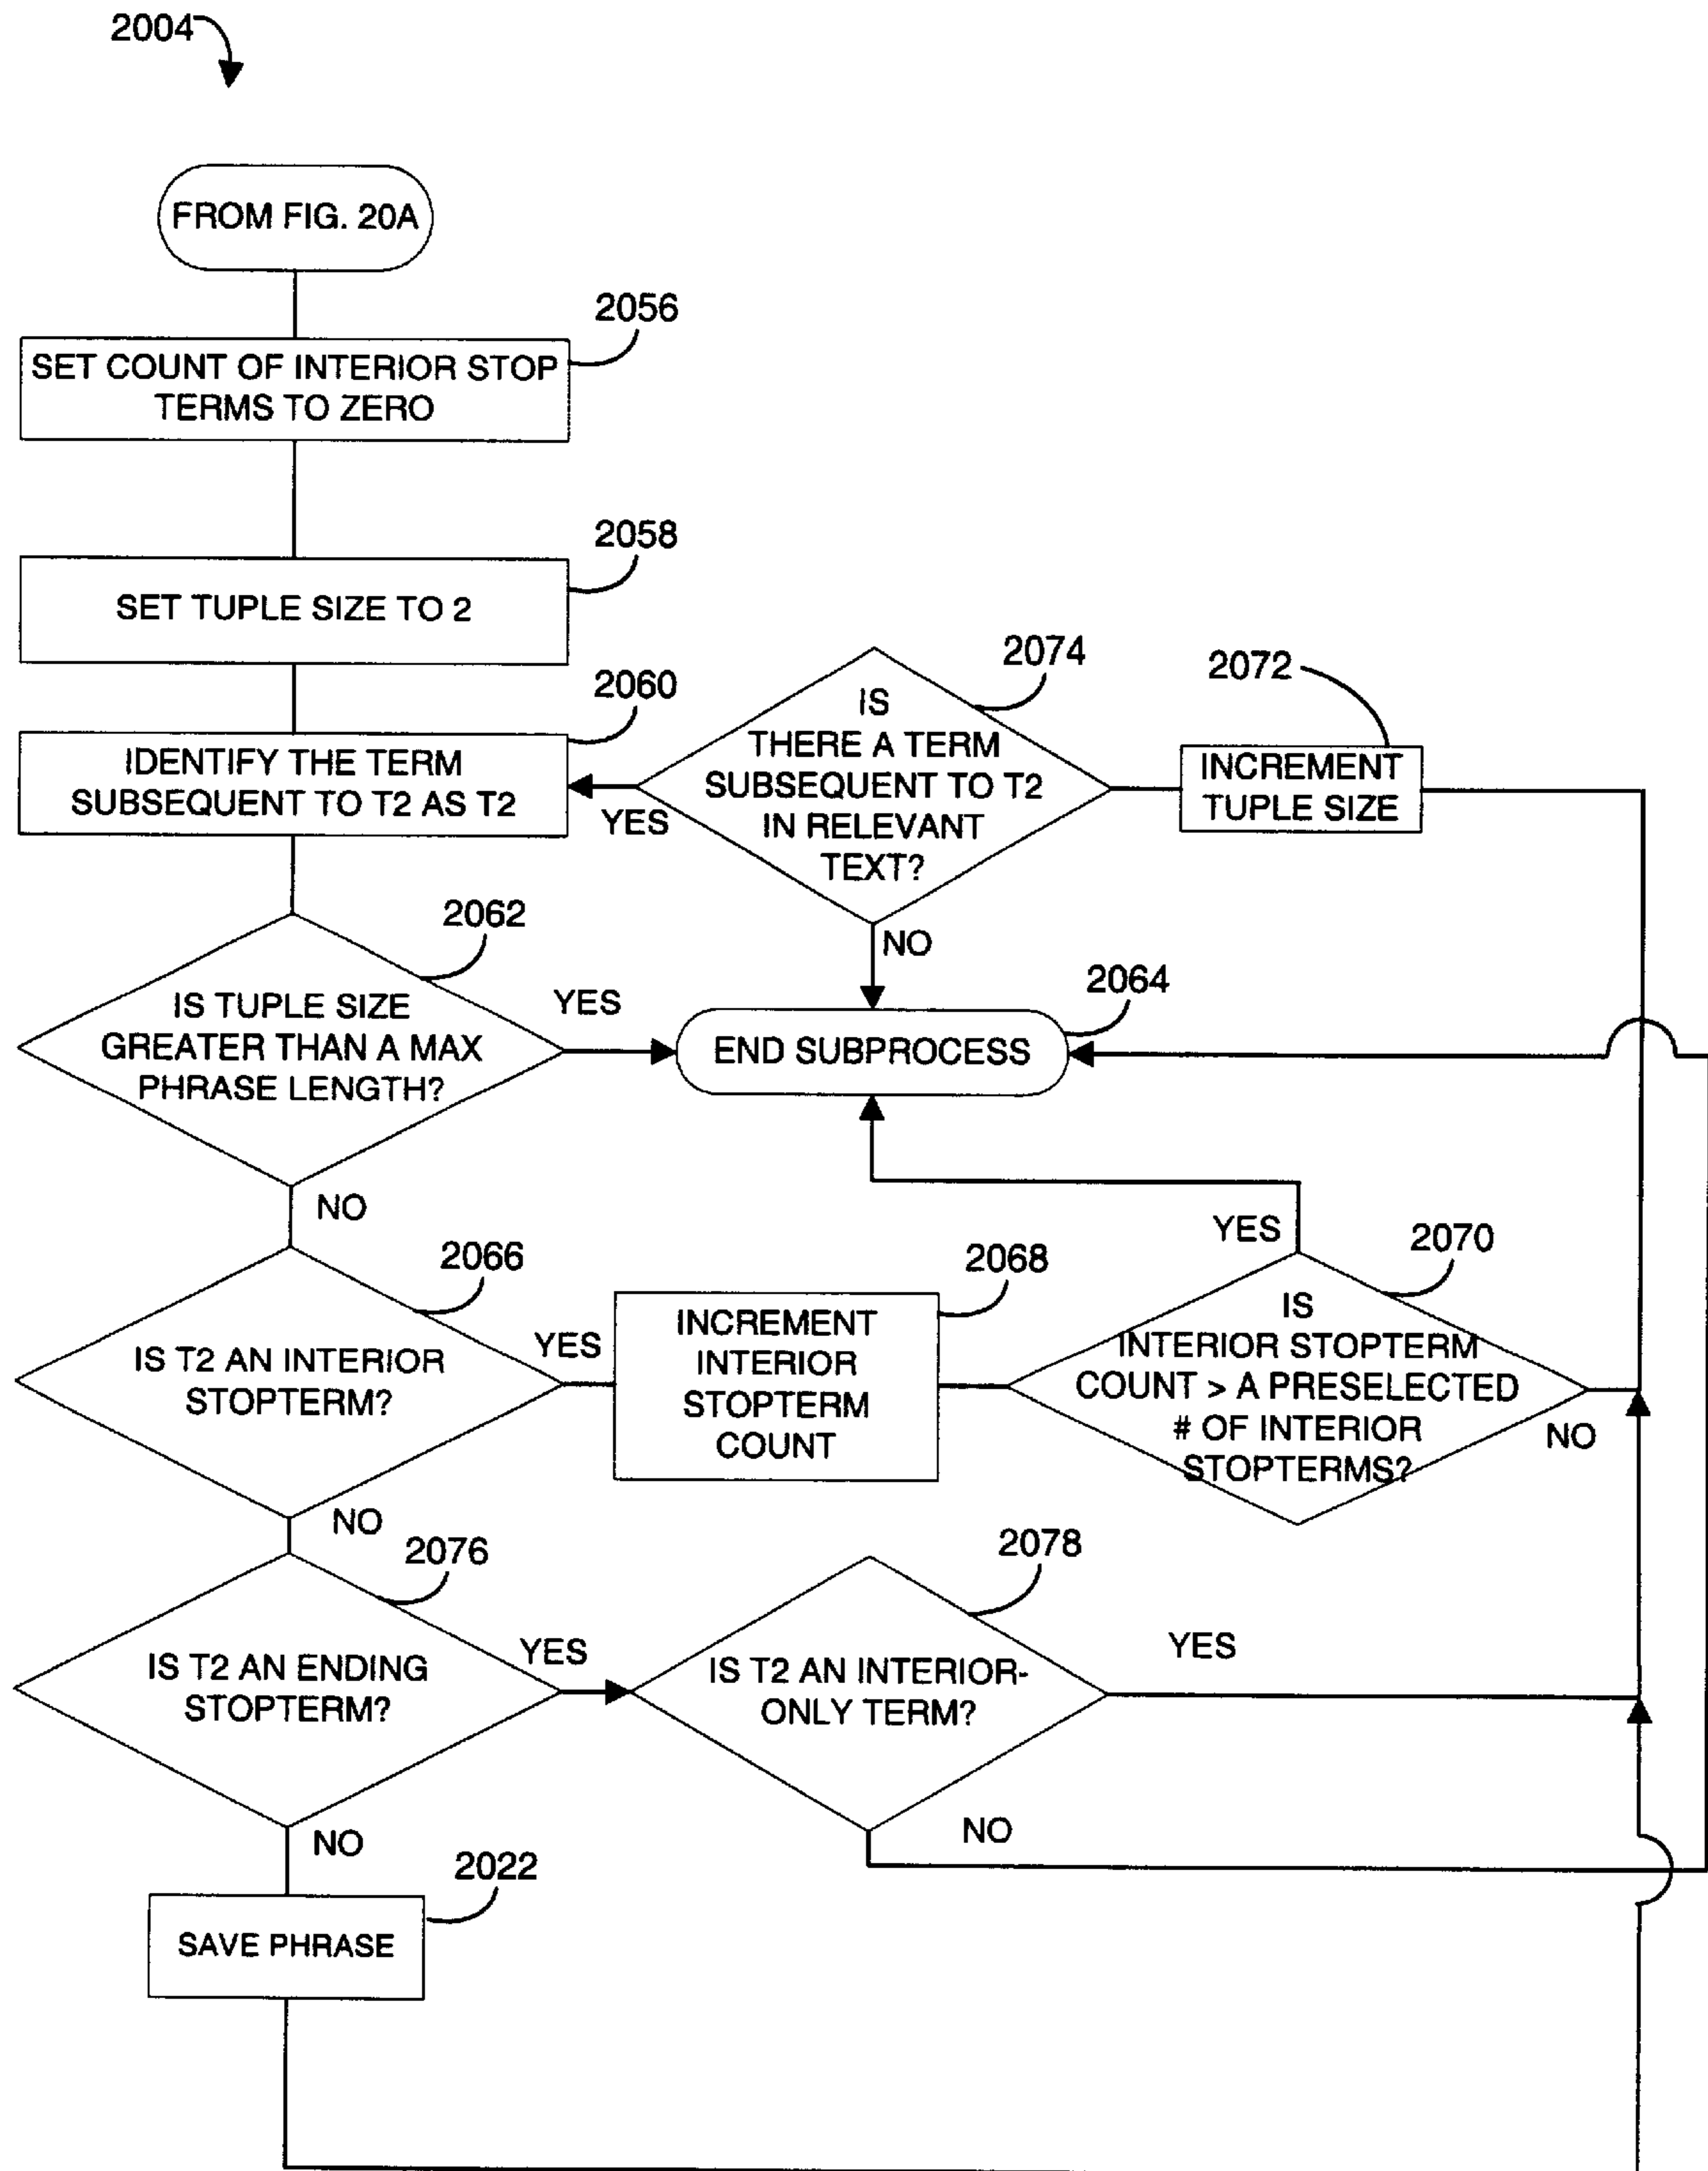 2004
FROM FIG. 20A
2056
SET COUNT OF INTERIOR STOP
TERMS TO ZERO
2058
SET TUPLE SIZE TO 2
2060
IDENTIFY THE TERM
SUBSEQUENT TO T2 AS T2
2074
IS
THERE A TERM
SUBSEQUENT TO T2
IN RELEVANT
TEXT?
YES
NO
2072
INCREMENT
TUPLE SIZE
2062
IS TUPLE SIZE
GREATER THAN A MAX
PHRASE LENGTH?
YES
NO
2064
END SUBPROCESS
2066
IS T2 AN INTERIOR
STOPTERM?
YES
NO
2068
INCREMENT
INTERIOR
STOPTERM
COUNT
2070
YES
IS
INTERIOR STOPTERM
COUNT > A PRESELECTED
# OF INTERIOR
STOPTERMS?
NO
2076
IS T2 AN ENDING
STOPTERM?
YES
NO
2078
IS T2 AN INTERIOR-
ONLY TERM?
YES
NO
2022
SAVE PHRASE